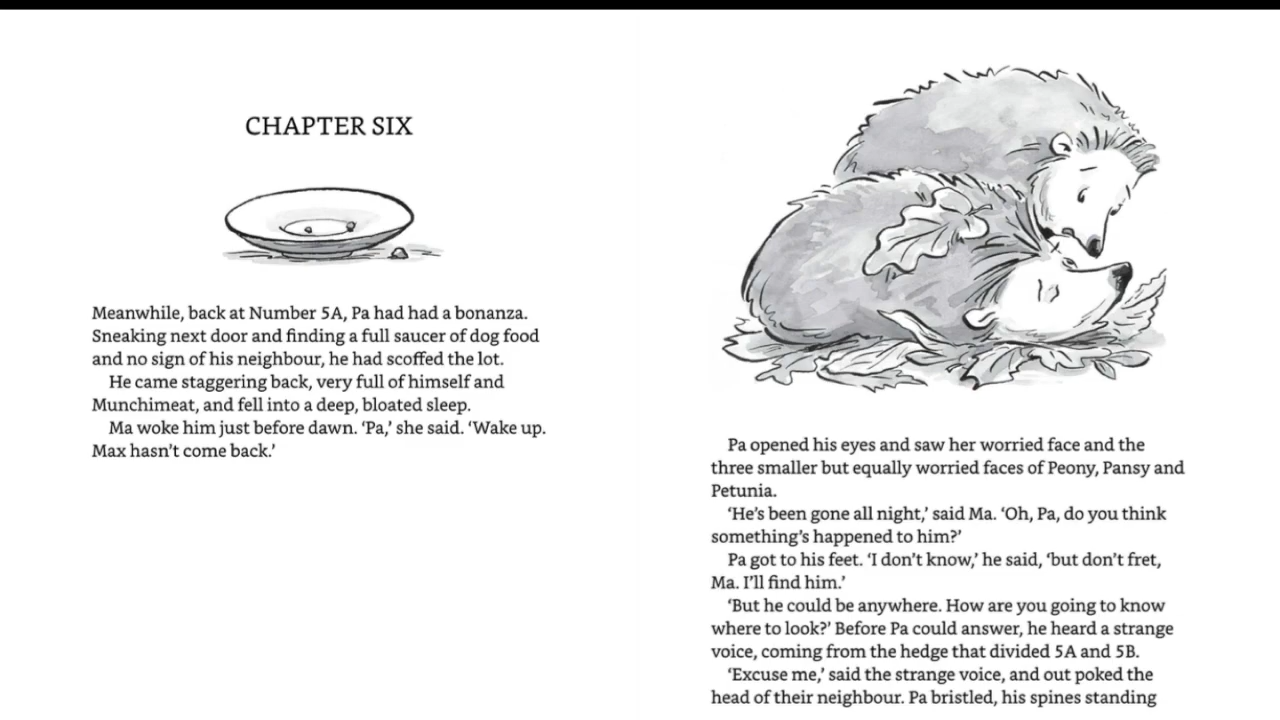 CHAPTER SIX
Meanwhile, back at Number 5A, Pa had had a bonanza.
Sneaking next door and finding a full saucer of dog food
and no sign of his neighbour, he had scoffed the lot.
He came staggering back, very full of himself and
Munchimeat, and fell into a deep, bloated sleep.
Ma woke him just before dawn. ‘Pa,’ she said. ‘Wake up.
Max hasn’t come back.’
Pa opened his eyes and saw her worried face and the
three smaller but equally worried faces of Peony, Pansy and
Petunia.
‘He’s been gone all night,’ said Ma. ‘Oh, Pa, do you think
something’s happened to him?’
Pa got to his feet. ‘I don’t know,’ he said, ‘but don’t fret,
Ma. I’ll find him.’
‘But he could be anywhere. How are you going to know
where to look?’ Before Pa could answer, he heard a strange
voice, coming from the hedge that divided 5A and 5B.
‘Excuse me,’ said the strange voice, and out poked the
head of their neighbour. Pa bristled, his spines standing